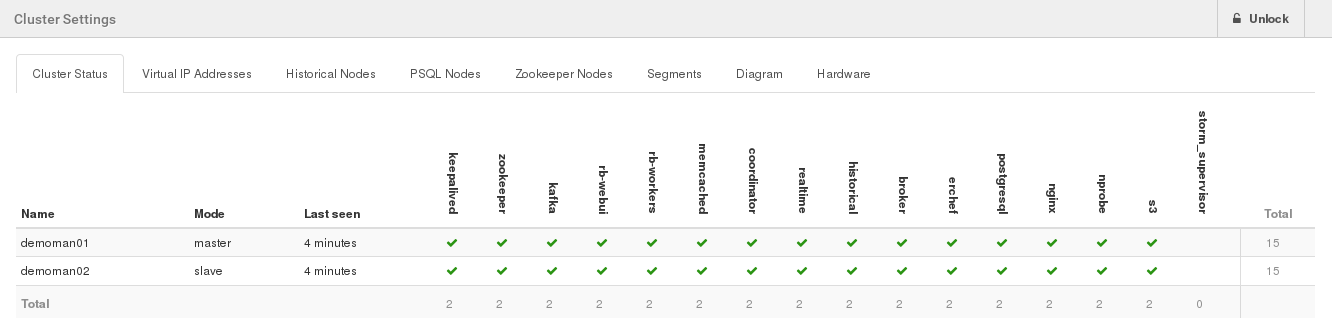 Cluster Settings Unlock
Cluster Status Virtual IP Addresses Historical Nodes PSQL Nodes Zookeeper Nodes Segments Diagram Hardware
Name Mode Last seen keepalived zookeeper kafka rb-webui rb-workers memcached coordinator realtime historical broker erchef postgresql nginx nprobe s3 storm_supervisor Total
demoman01 master 4 minutes 15
demoman02 slave 4 minutes 15
Total 2 2 2 2 2 2 2 2 2 2 2 2 2 2 2 0